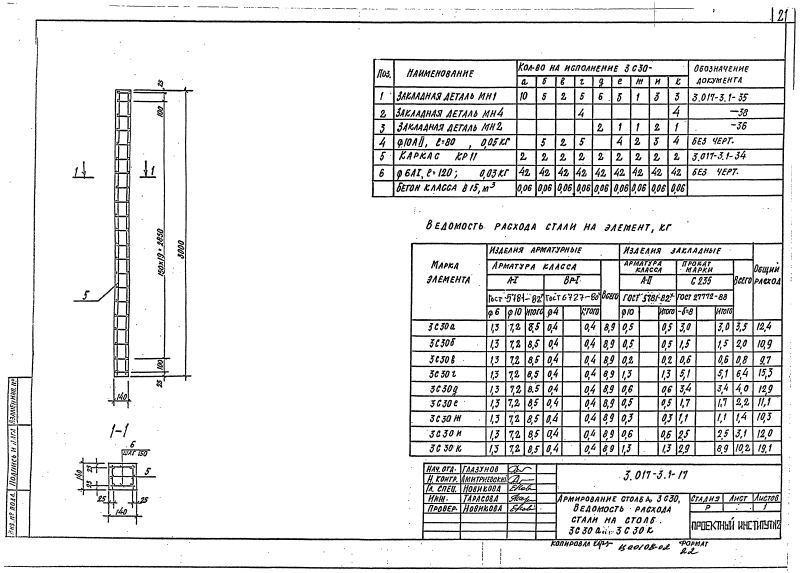 21
Поз. Наименование Кол-во на исполнение 3С30- Обозначение документа
а б в г д е ж и к
1 Закладная деталь МН1 10 5 2 5 6 3 1 3 3 3.017-3.1-35
2 Закладная деталь МН4 4 4 -38
3 Закладная деталь МН2 2 1 1 2 1 -36
4 ф10АII, ℓ=80, 0,05кг 5 2 5 4 2 3 4 без черт.
5 Каркас КР11 2 2 2 2 2 2 2 2 2 3.017-3.1-34
6 ф6АI, ℓ=120; 0,03кг 42 42 42 42 42 42 42 42 42 без черт.
Бетон класса В15, м³ 0,06 0,06 0,06 0,06 0,06 0,06 0,06 0,06 0,06
Ведомость расхода стали на элемент, кг
Марка элемента Изделия арматурные Изделия закладные Общий расход
Арматура класса Всего Арматура класса Прокат марки Всего
А-I Вр-I А-II С235
ГОСТ 5781-82* ГОСТ 6727-80* ГОСТ 5781-82* ГОСТ 27772-88
ф6 ф10 Итого ф4 Итого ф10 Итого -δ=8 Итого
3С30а 1,3 7,2 8,5 0,4 0,4 8,9 0,5 0,5 3,0 3,0 3,5 12,4
3С30б 1,3 7,2 8,5 0,4 0,4 8,9 0,5 0,5 1,5 1,5 2,0 10,9
3С30в 1,3 7,2 8,5 0,4 0,4 8,9 0,2 0,2 0,6 0,6 0,8 9,7
3С30г 1,3 7,2 8,5 0,4 0,4 8,9 1,3 1,3 5,1 5,1 6,4 15,3
3С30д 1,3 7,2 8,5 0,4 0,4 8,9 0,6 0,6 3,4 3,4 4,0 12,9
3С30е 1,3 7,2 8,5 0,4 0,4 8,9 0,5 0,5 1,7 1,7 2,2 11,1
3С30ж 1,3 7,2 8,5 0,4 0,4 8,9 0,3 0,3 1,1 1,1 1,4 10,3
3С30и 1,3 7,2 8,5 0,4 0,4 8,9 0,6 0,6 2,5 2,5 3,1 12,0
3С30к 1,3 7,2 8,5 0,4 0,4 8,9 1,3 1,3 2,9 8,9 10,2 19,1
25
100
1 1
150х19=2850
3000
5
100
25
140
1-1
6
шаг 150
5
140
25
25
25 25
140
Инв.№ подл. Подпись и дата Взам.инв.№
Нач.отд. Глазунов
Н.контр. Дмитриевский
Гл.спец. Новикова
Инж. Тарасова
Провер. Новикова
3.017-3.1-17
Армирование столба, 3С30,
Ведомость расхода
стали на столб
3С30а... 3С30к
Стадия Лист Листов
Р 1
Проектный институт №2
Копировал
Формат